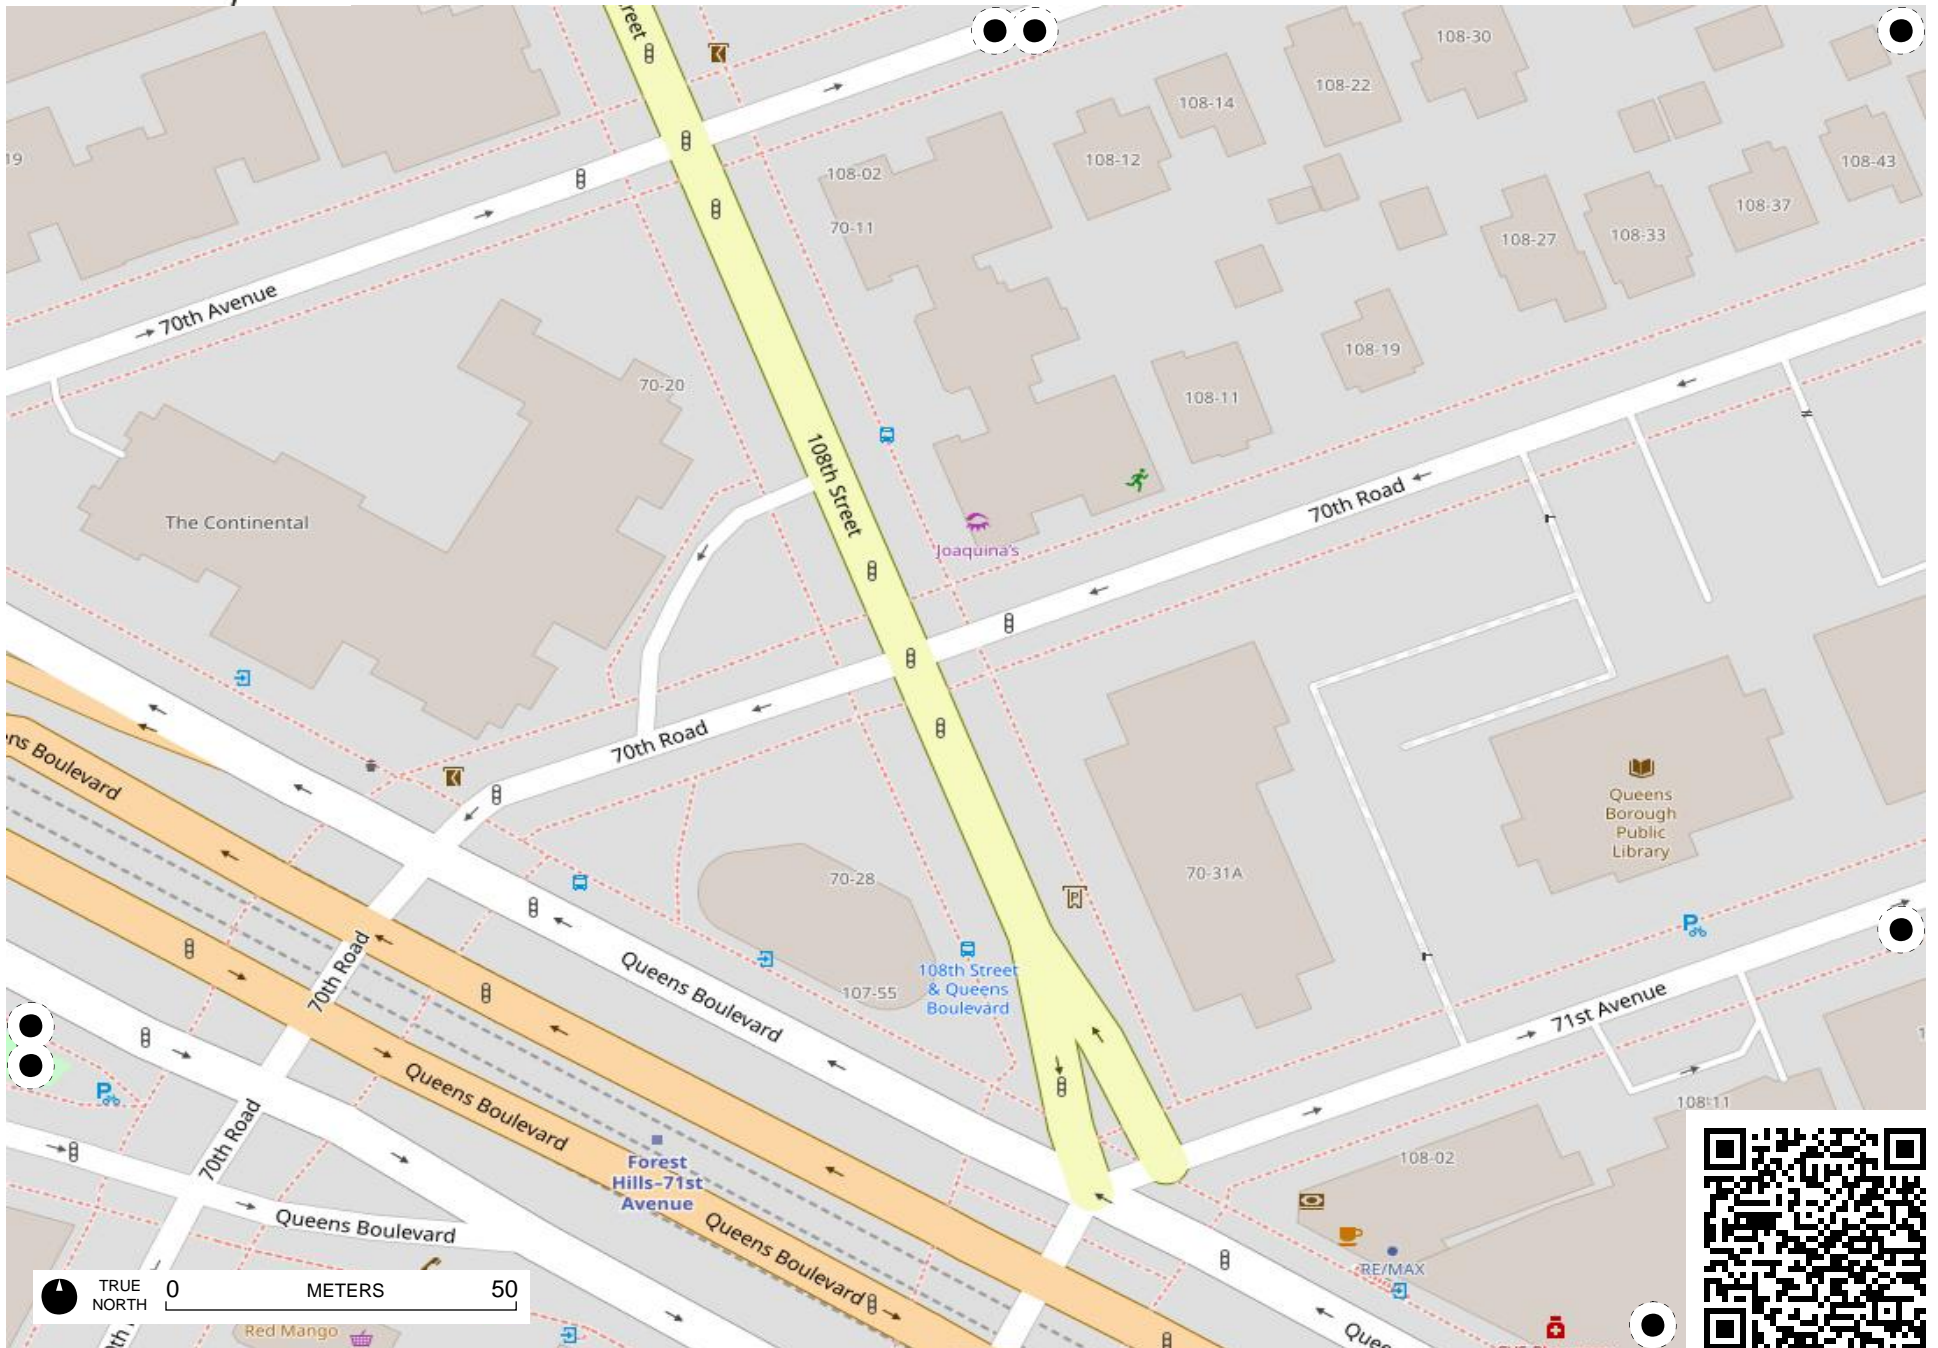 108-30
108-22
108-14
108-12
108-43
19
108-02
108-37
70-11
108-33
108-27
70th Avenue
108-19
70-20
108-11
108th Street
70th Road
The Continental
Joaquina's
70th Road
Boulevard
Queens
Borough
Public
Library
70-31A
70-28
70th Road
Queens Boulevard
108th Street
& Queens
Boulevard
107-55
71st Avenue
Queens Boulevard
108-11
70th Road
108-02
Forest
Hills–71st
Avenue
Queens Boulevard
Queens Boulevard
RE/MAX
TRUE
NORTH
0
METERS
50
Red Mango